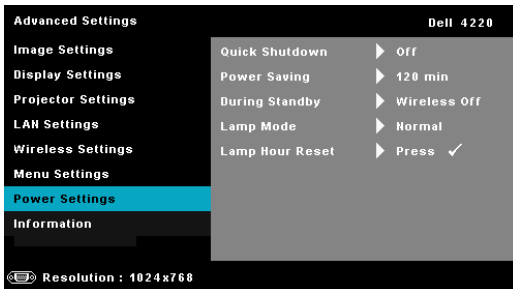 Advanced Settings
Dell 4220
Image Settings
Display Settings
Projector Settings
LAN Settings
Wireless Settings
Menu Settings
Power Settings
Information
Quick Shutdown Off
Power Saving 120 min
During Standby Wireless Off
Lamp Mode Normal
Lamp Hour Reset Press ✓
Resolution : 1024x768